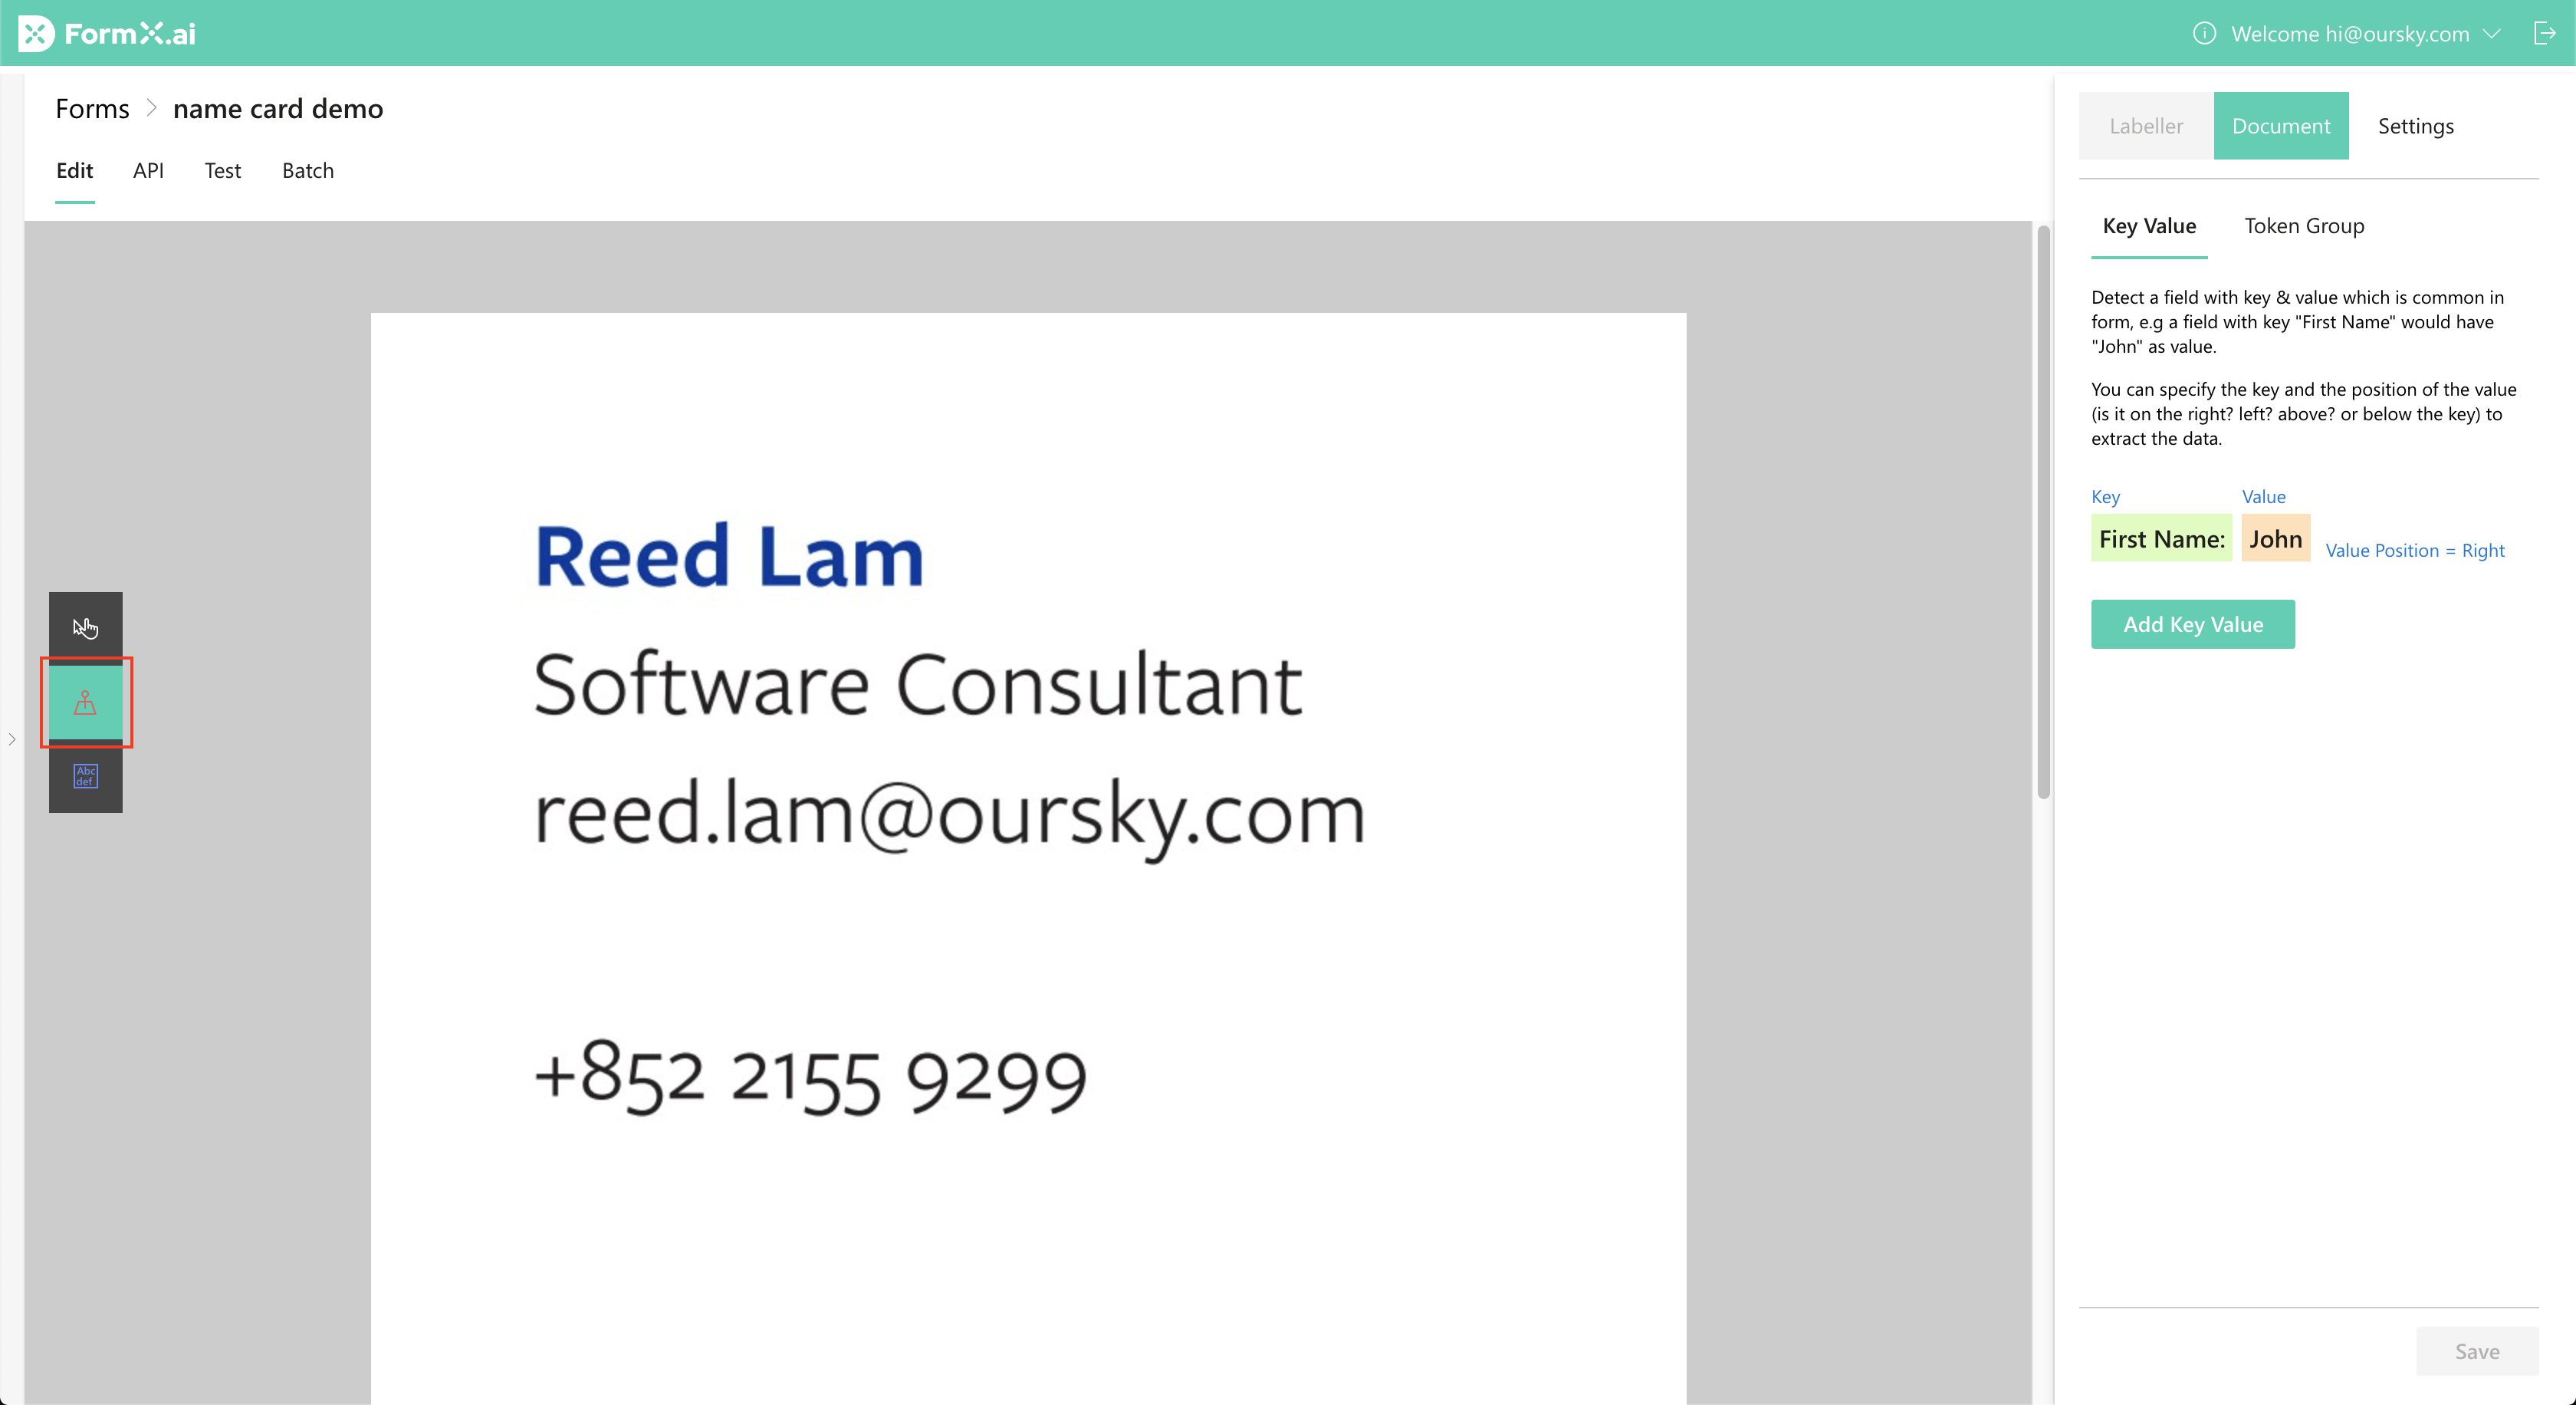 FormX.ai
Welcome hi@oursky.com
Forms > name card demo
Edit API Test Batch
Labeller Document Settings
Key Value Token Group
Detect a field with key & value which is common in
form, e.g a field with key "First Name" would have
"John" as value.
You can specify the key and the position of the value
(is it on the right? left? above? or below the key) to
extract the data.
Key Value
First Name: John Value Position = Right
Add Key Value
Reed Lam
Software Consultant
reed.lam@oursky.com
+852 2155 9299
Abc
def
Save